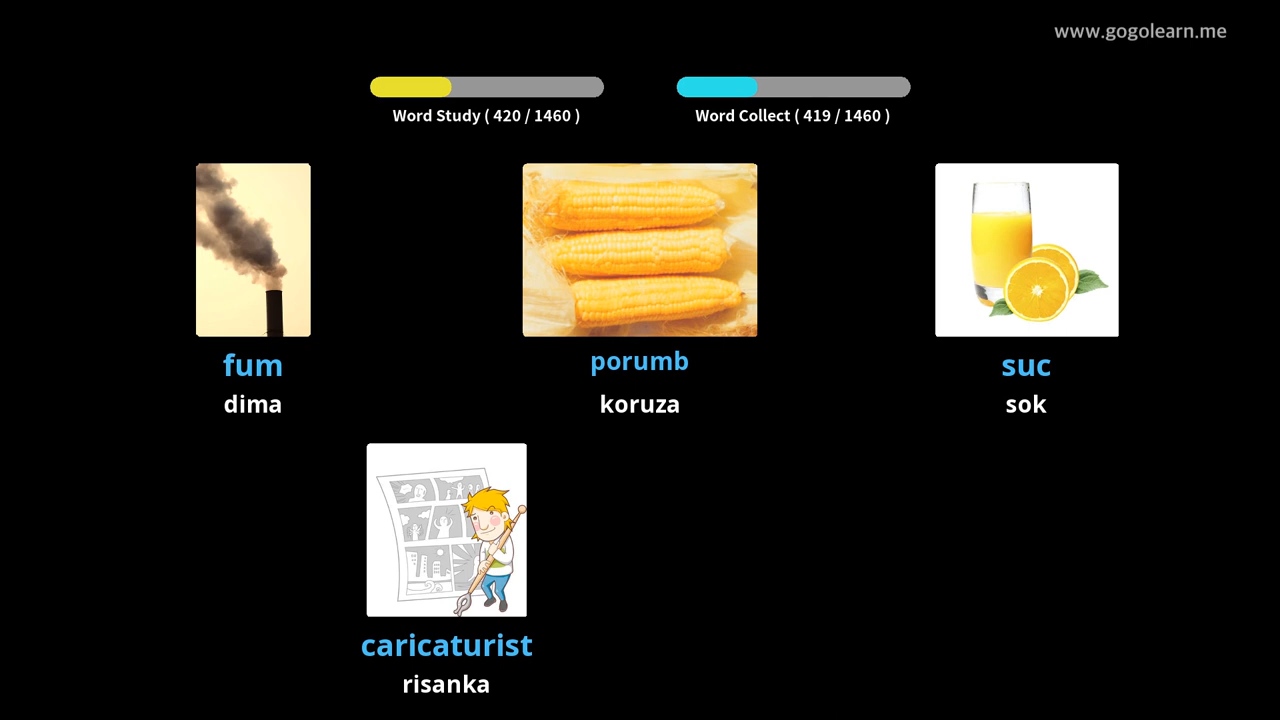 www.gogolearn.me
Word Study ( 420 / 1460 )
Word Collect ( 419 / 1460 )
fum
dima
porumb
koruza
suc
sok
caricaturist
risanka